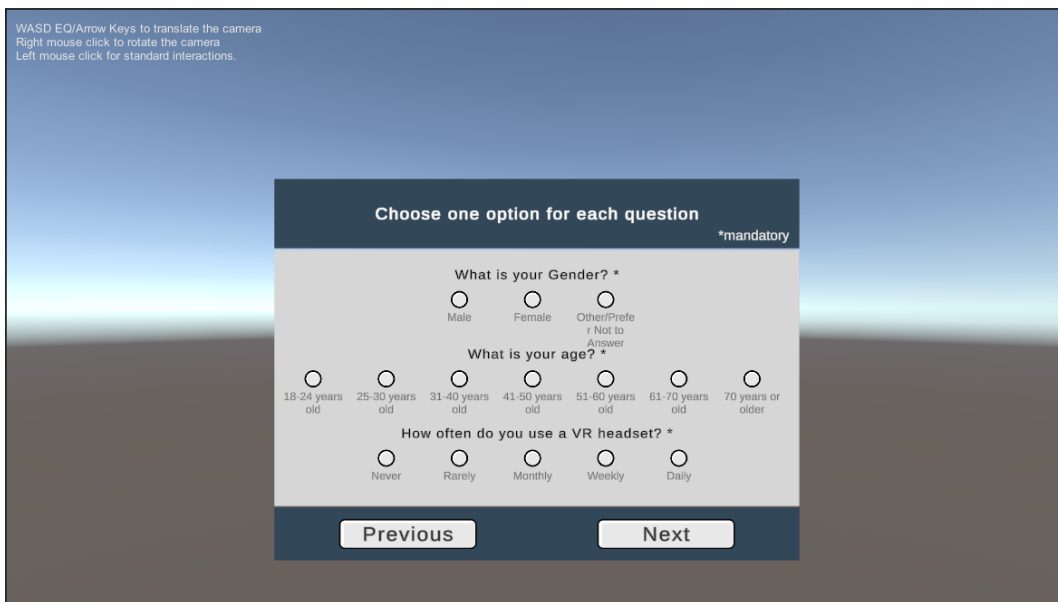 WASD EQ/Arrow Keys to translate the camera
Right mouse click to rotate the camera
Left mouse click for standard interactions.
Choose one option for each question
*mandatory
What is your Gender? *
Male Female Other/Prefe
r Not to
Answer
What is your age? *
18-24 years 25-30 years 31-40 years 41-50 years 51-60 years 61-70 years 70 years or
old old old old old old older
How often do you use a VR headset? *
Never Rarely Monthly Weekly Daily
Previous Next